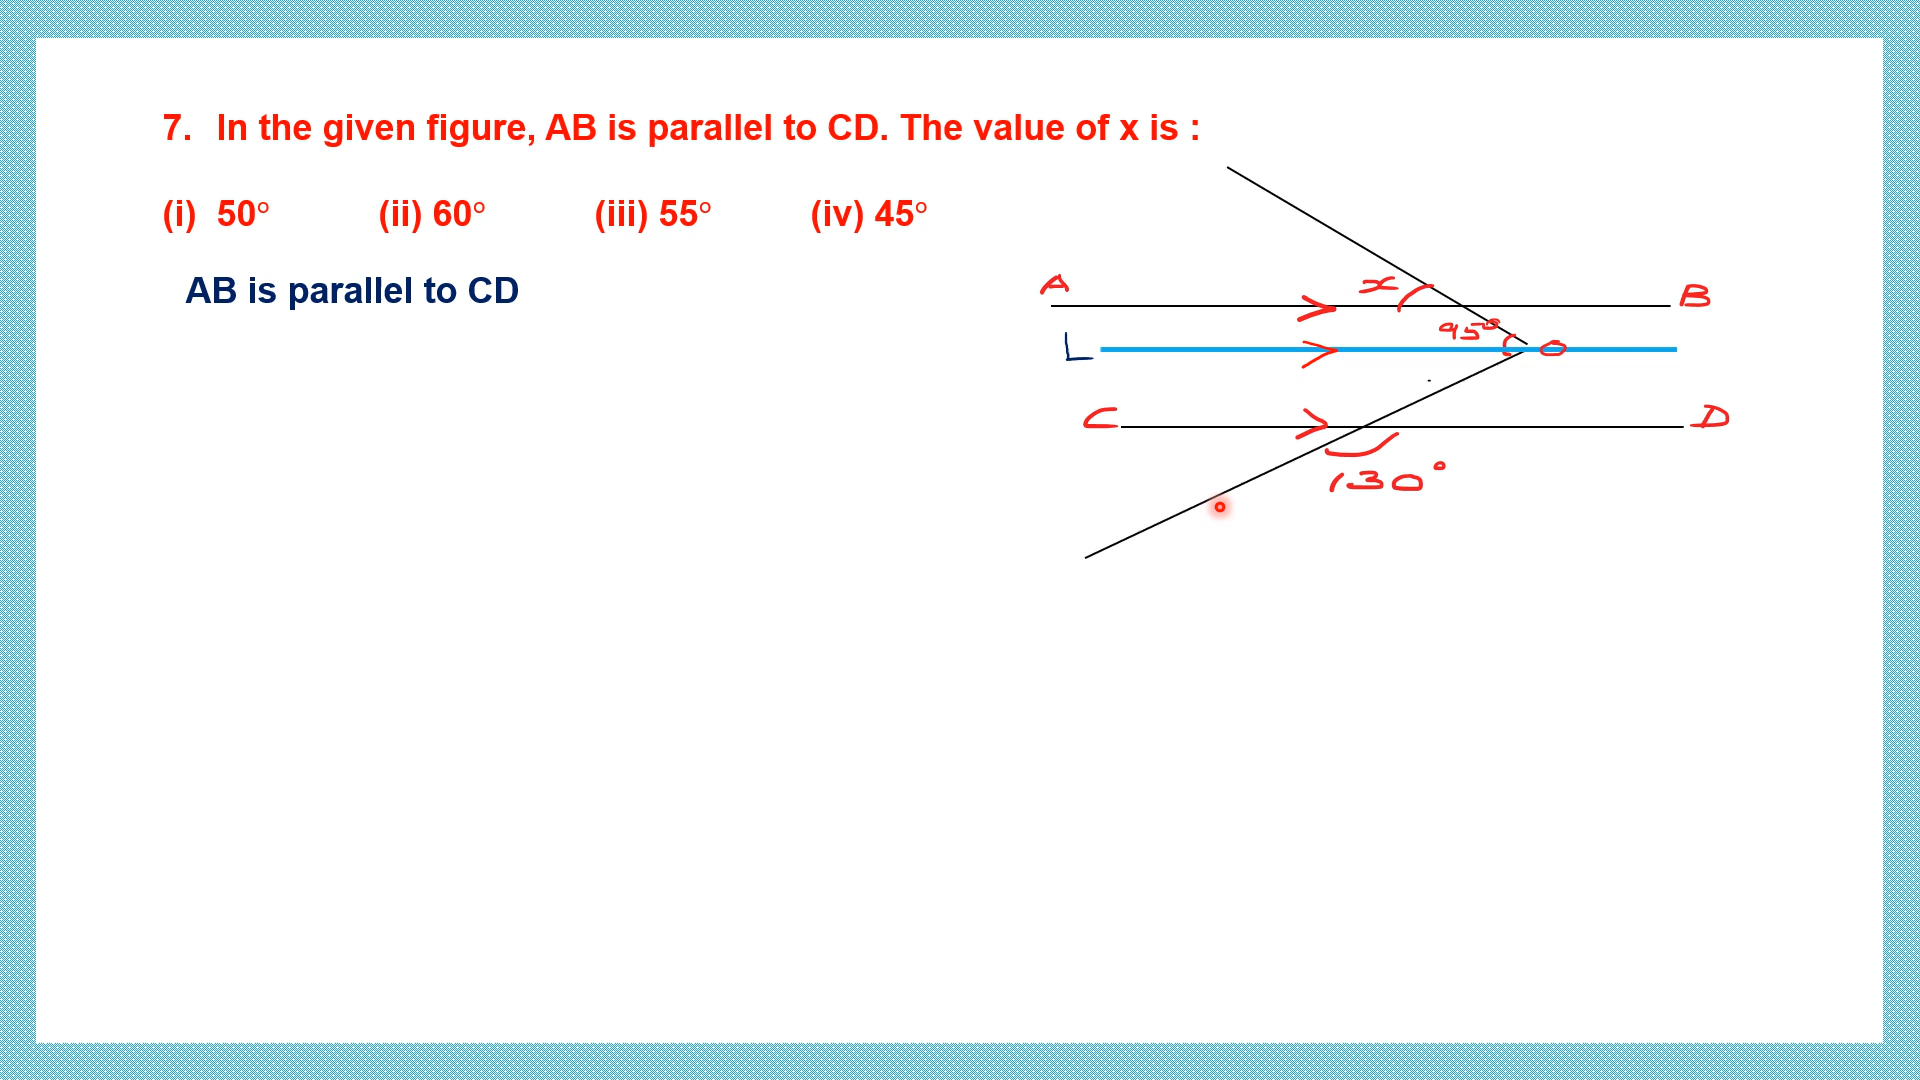 7. In the given figure, AB is parallel to CD. The value of x is :
(i) 50° (ii) 60° (iii) 55° (iv) 45°
AB is parallel to CD
A x B
95°
L O
C D
130°